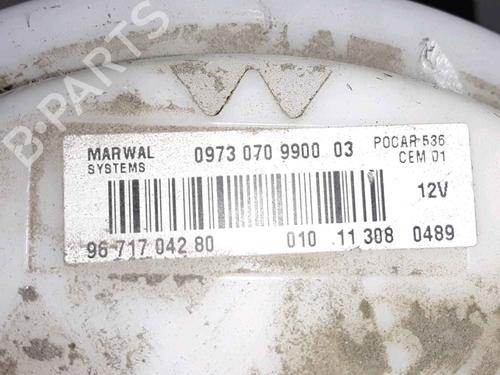 B-PARTS
MARWAL SYSTEMS 0973 070 9900 03 POCAR 536 CEM 01
12V
96 717 042 80 010 11 308 0489